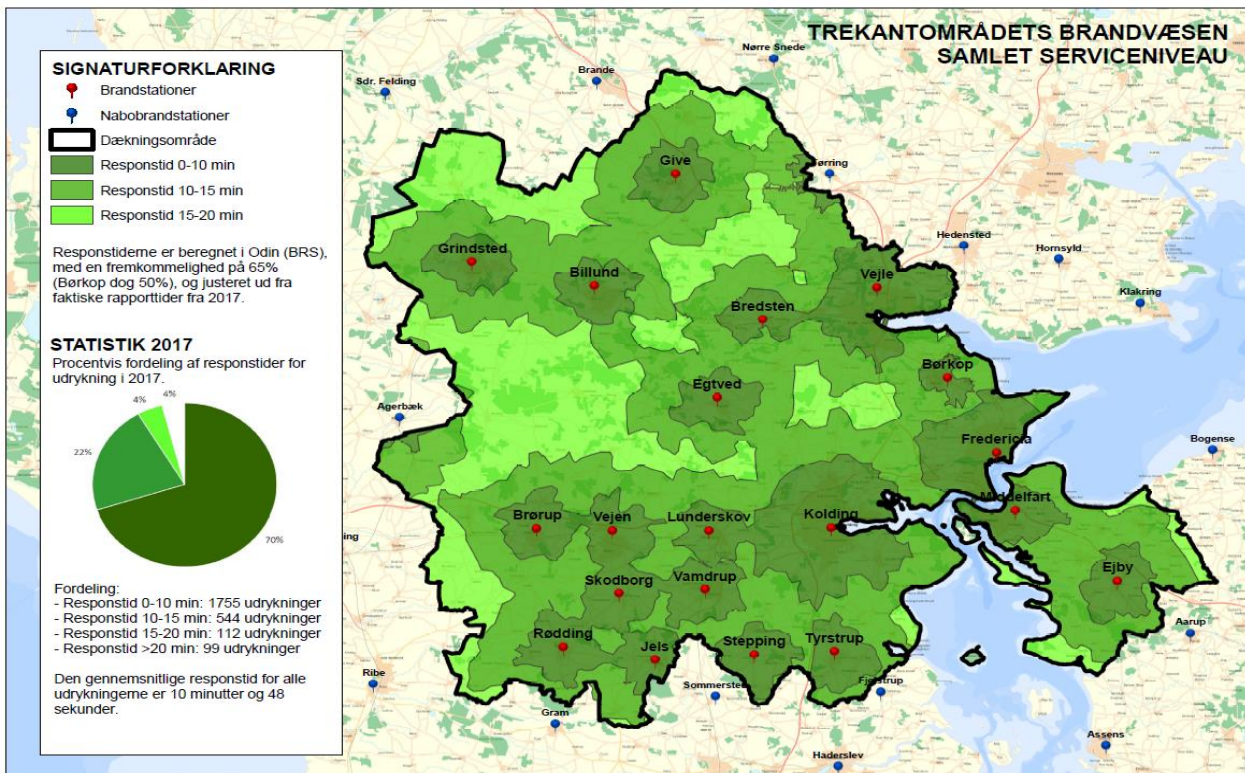 TREKANTOMRÅDETS BRANDVÆSEN
SAMLET SERVICENIVEAU
SIGNATURFORKLARING
Brandstationer
Nabobrandstationer
Dækningsområde
Responstid 0-10 min
Responstid 10-15 min
Responstid 15-20 min
Responstiderne er beregnet i Odin (BRS),
med en fremkommelighed på 65%
(Børkop dog 50%), og justeret ud fra
faktiske rapporttider fra 2017.
STATISTIK 2017
Procentvis fordeling af responstider for
udrykning i 2017.
4%
4%
22%
70%
Fordeling:
- Responstid 0-10 min: 1755 udrykninger
- Responstid 10-15 min: 544 udrykninger
- Responstid 15-20 min: 112 udrykninger
- Responstid >20 min: 99 udrykninger
Den gennemsnitlige responstid for alle
udrykningerne er 10 minutter og 48
sekunder.
Nørre Snede
Brande
Sdr. Felding
Give
Tørring
Grindsted
Billund
Vejle
Hedensted
Hornsyld
Klakring
Bredsten
Børkop
Egtved
Agerbæk
Fredericia
Bogense
Middelfart
Brørup
Vejen
Lunderskov
Kolding
Skodborg
Vamdrup
Ejby
Aarup
Rødding
Jels
Stepping
Tyrstrup
Ribe
Sommersted
Fjelstrup
Gram
Assens
Haderslev